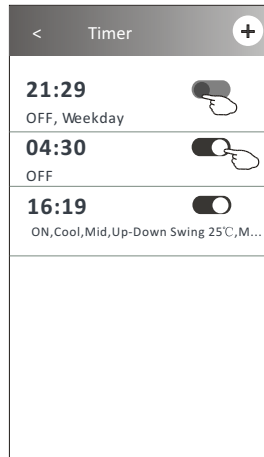 < Timer +
21:29
OFF, Weekday
04:30
OFF
16:19
ON,Cool,Mid,Up-Down Swing 25℃,M...